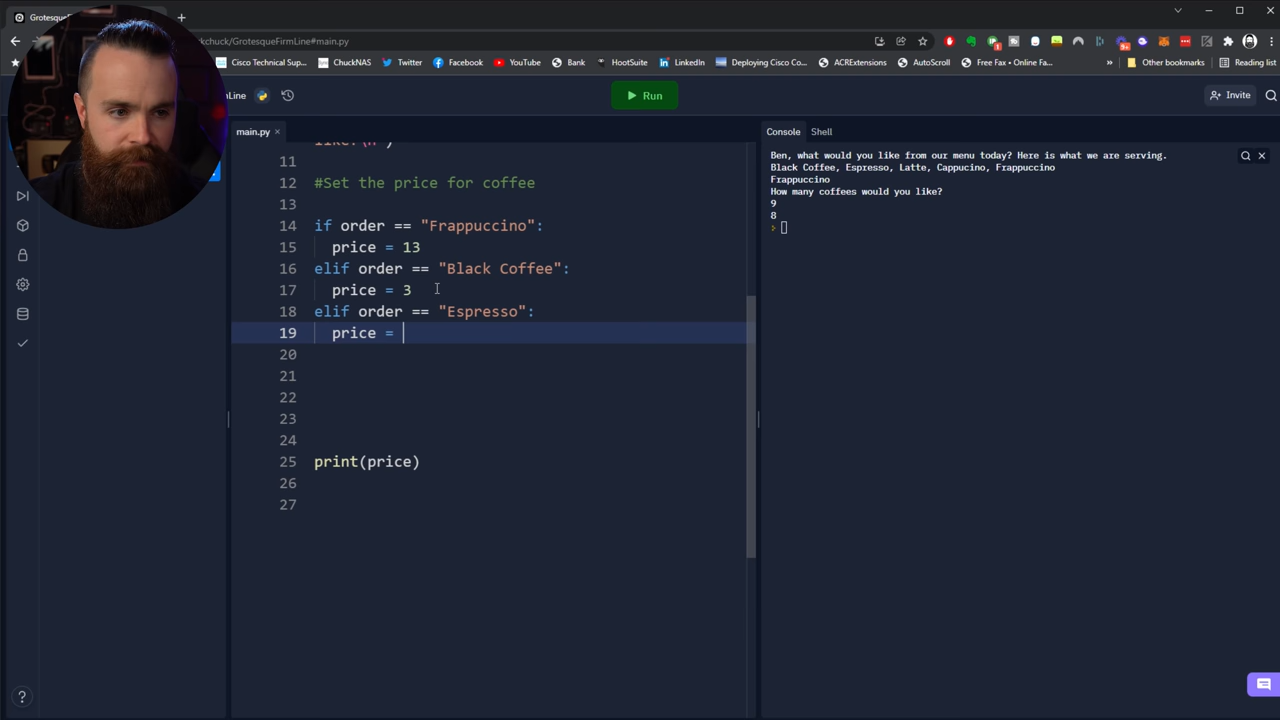 Grotesqu
kchuck/GrotesqueFirmLine#main.py
1
9+
Cisco Technical Sup... ChuckNAS Twitter Facebook YouTube Bank HootSuite LinkedIn Deploying Cisco Co... ACRExtensions AutoScroll Free Fax • Online Fa... » Other bookmarks Reading list
mLine
Run
Invite
main.py ×
Console Shell
11
12 #Set the price for coffee
13
14 if order == "Frappuccino":
15 price = 13
16 elif order == "Black Coffee":
17 price = 3
18 elif order == "Espresso":
19 price =
20
21
22
23
24
25 print(price)
26
27
Ben, what would you like from our menu today? Here is what we are serving.
Black Coffee, Espresso, Latte, Cappucino, Frappuccino
Frappuccino
How many coffees would you like?
9
8
>
?